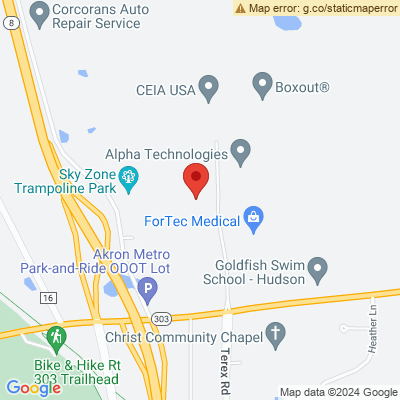 Map error: g.co/staticmaperror
Corcorans Auto
Repair Service
8
CEIA USA
Boxout®
Alpha Technologies
Sky Zone
Trampoline Park
ForTec Medical
Akron Metro
Park-and-Ride ODOT Lot
P
Goldfish Swim
School - Hudson
16
303
Christ Community Chapel
Heather Ln
Terex Rd
Bike & Hike Rt
303 Trailhead
Google
Map data ©2024 Google